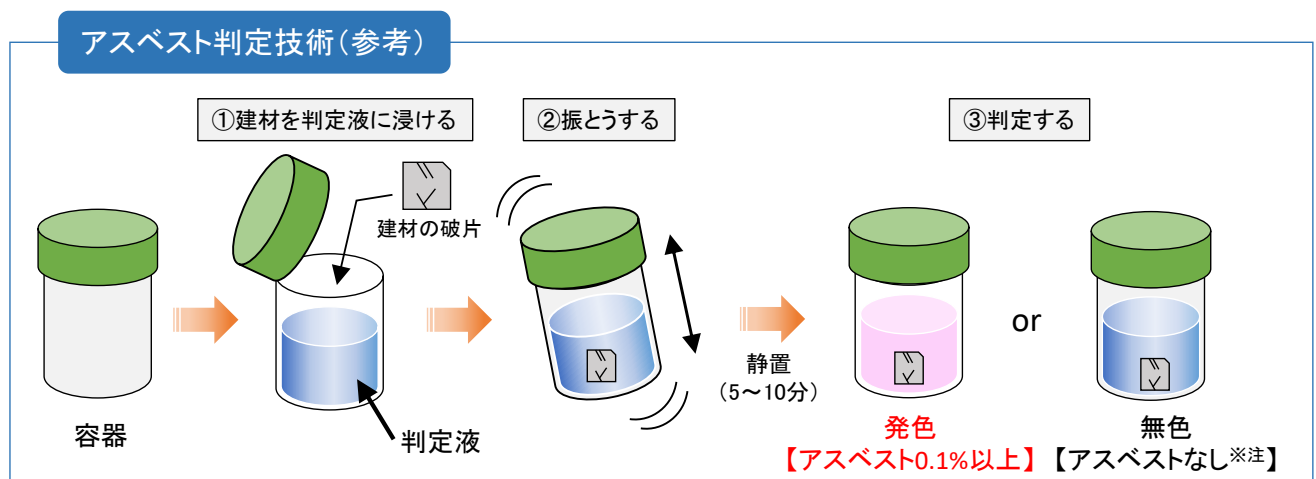 アスベスト判定技術(参考)
①建材を判定液に浸ける
②振とうする
③判定する
建材の破片
容器
判定液
静置
(5~10分)
or
発色
【アスベスト0.1%以上】
無色
【アスベストなし※注】